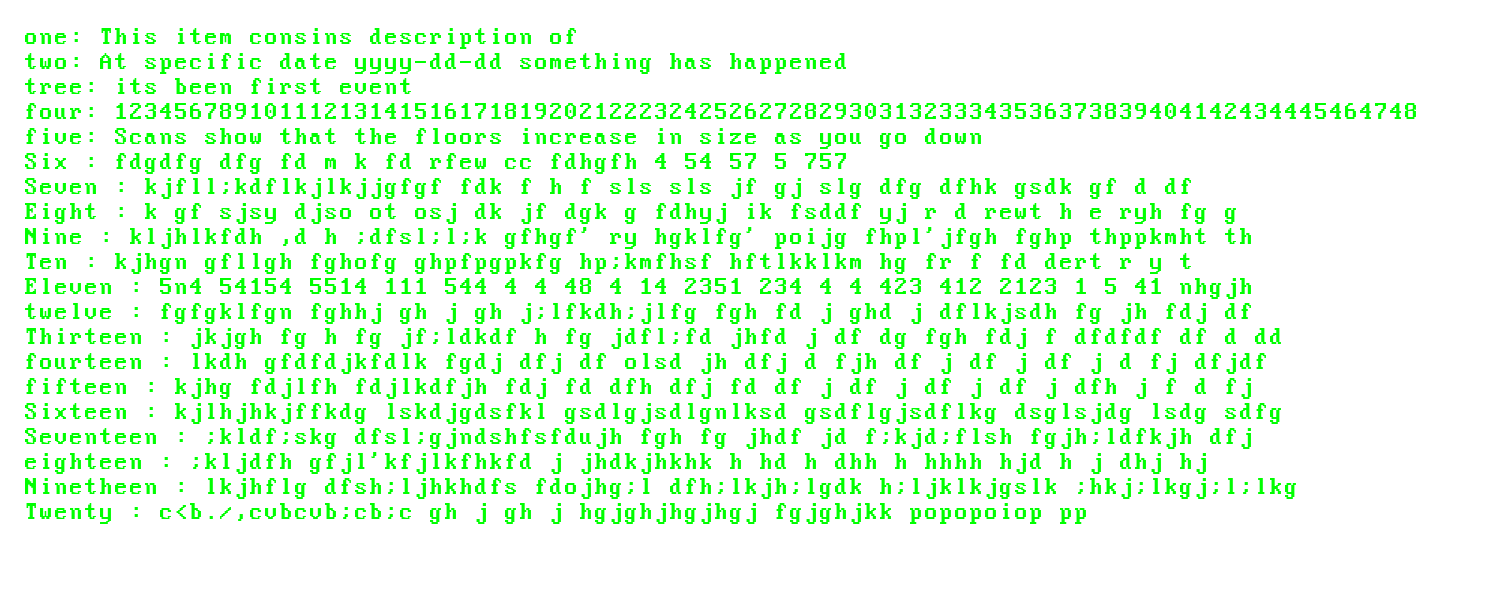 one: This item consins description of
two: At specific date yyyy-dd-dd something has happened
tree: its been first event
four: 123456789101112131415161718192021222324252627282930313233343536373839404142434445464748
five: Scans show that the floors increase in size as you go down
Six : fdgdfg dfg fd m k fd rfew cc fdhgfh 4 54 57 5 757
Seven : kjfll;kdflkjlkjjgfgf fdk f h f sls sls jf gj slg dfg dfhk gsdk gf d df
Eight : k gf sjsy djso ot osj dk jf dgk g fdhyj ik fsddf yj r d rewt h e ryh fg g
Nine : kljhlkfdh ,d h ;dfsl;l;k gfhgf' ry hgklfg' poijg fhpl'jfgh fghp thppkmht th
Ten : kjhgn gfllgh fghofg ghpfpgpkfg hp;kmfhsf hftlkklkm hg fr f fd dert r y t
Eleven : 5n4 54154 5514 111 544 4 4 48 4 14 2351 234 4 4 423 412 2123 1 5 41 nhgjh
twelve : fgfgklfgn fghhj gh j gh j;lfkdh;jlfg fgh fd j ghd j dflkjsdh fg jh fdj df
Thirteen : jkjgh fg h fg jf;ldkdf h fg jdfl;fd jhfd j df dg fgh fdj f dfdfdf df d dd
fourteen : lkdh gfdfdjkfdlk fgdj dfj df olsd jh dfj d fjh df j df j df j d fj dfjdf
fifteen : kjhg fdjlfh fdjlkdfjh fdj fd dfh dfj fd df j df j df j df j dfh j f d fj
Sixteen : kjlhjhkjffkdg lskdjgdsfkl gsdlgjsdlgnlksd gsdflgjsdflkg dsglsjdg lsdg sdfg
Seventeen : ;kldf;skg dfsl;gjndshfsfdujh fgh fg jhdf jd f;kjd;flsh fgjh;ldfkjh dfj
eighteen : ;kljdfh gfjl'kfjlkfhkfd j jhdkjhkhk h hd h dhh h hhhh hjd h j dhj hj
Ninetheen : lkjhflg dfsh;ljhkhdfs fdojhg;l dfh;lkjh;lgdk h;ljklkjgslk ;hkj;lkgj;l;lkg
Twenty : c<b./,cvbcvb;cb;c gh j gh j hgjghjhgjhgj fgjghjkk popopoiop pp